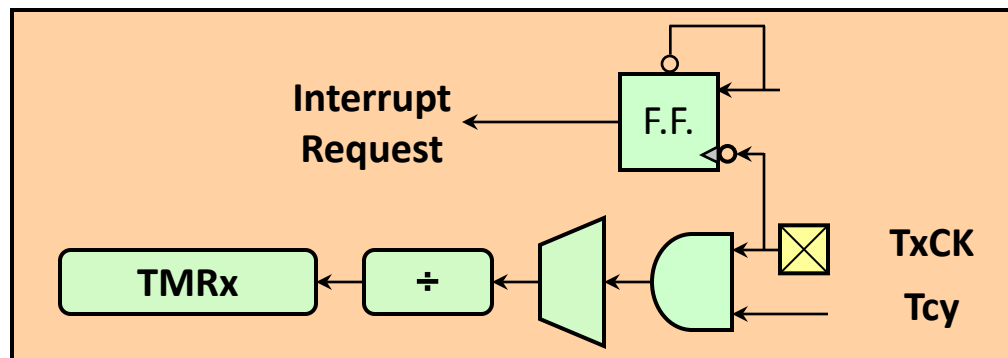 Interrupt
Request
F.F.
TxCK
TMRx
÷
Tcy